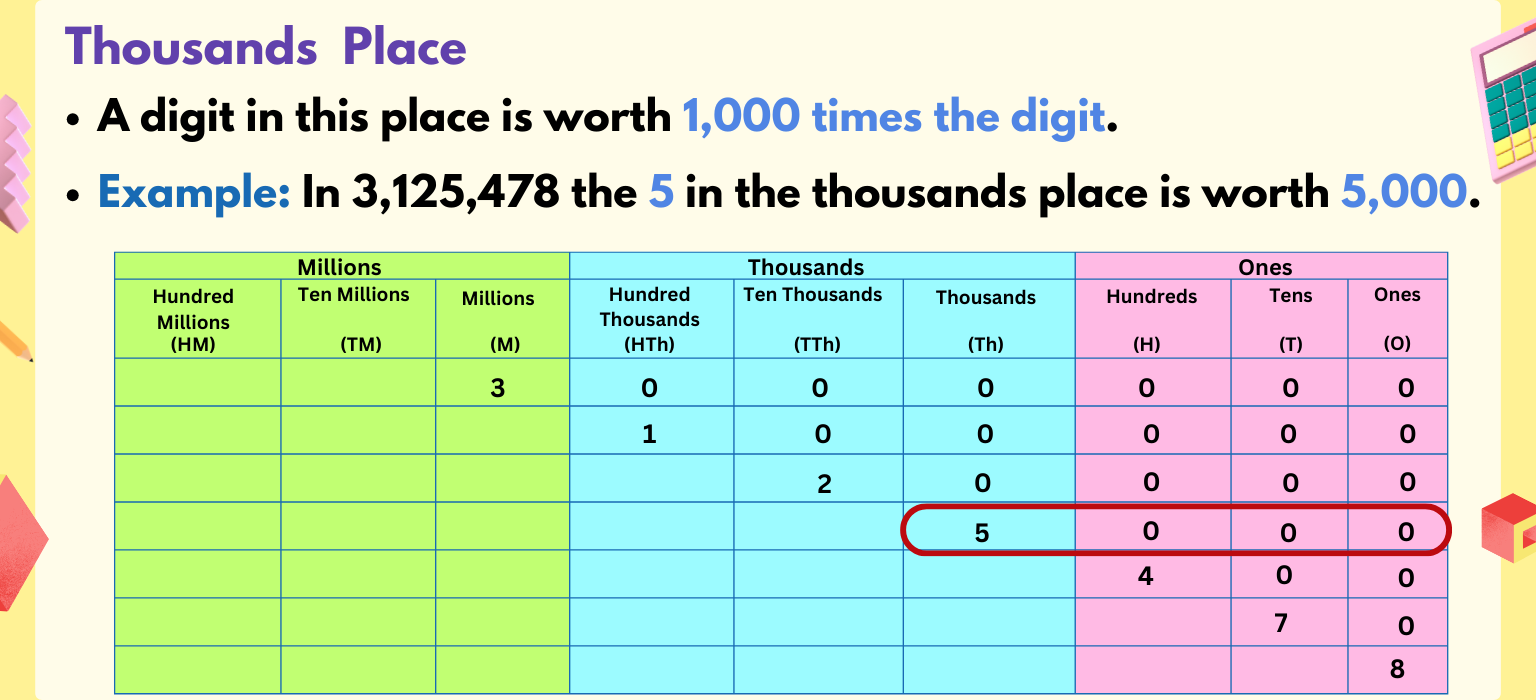 Thousands Place
• A digit in this place is worth 1,000 times the digit.
• Example: In 3,125,478 the 5 in the thousands place is worth 5,000.
Millions Thousands Ones
Hundred Millions (HM) Ten Millions (TM) Millions (M) Hundred Thousands (HTh) Ten Thousands (TTh) Thousands (Th) Hundreds (H) Tens (T) Ones (O)
3 0 0 0 0 0 0
1 0 0 0 0 0
2 0 0 0 0
5 0 0 0
4 0 0
7 0
8